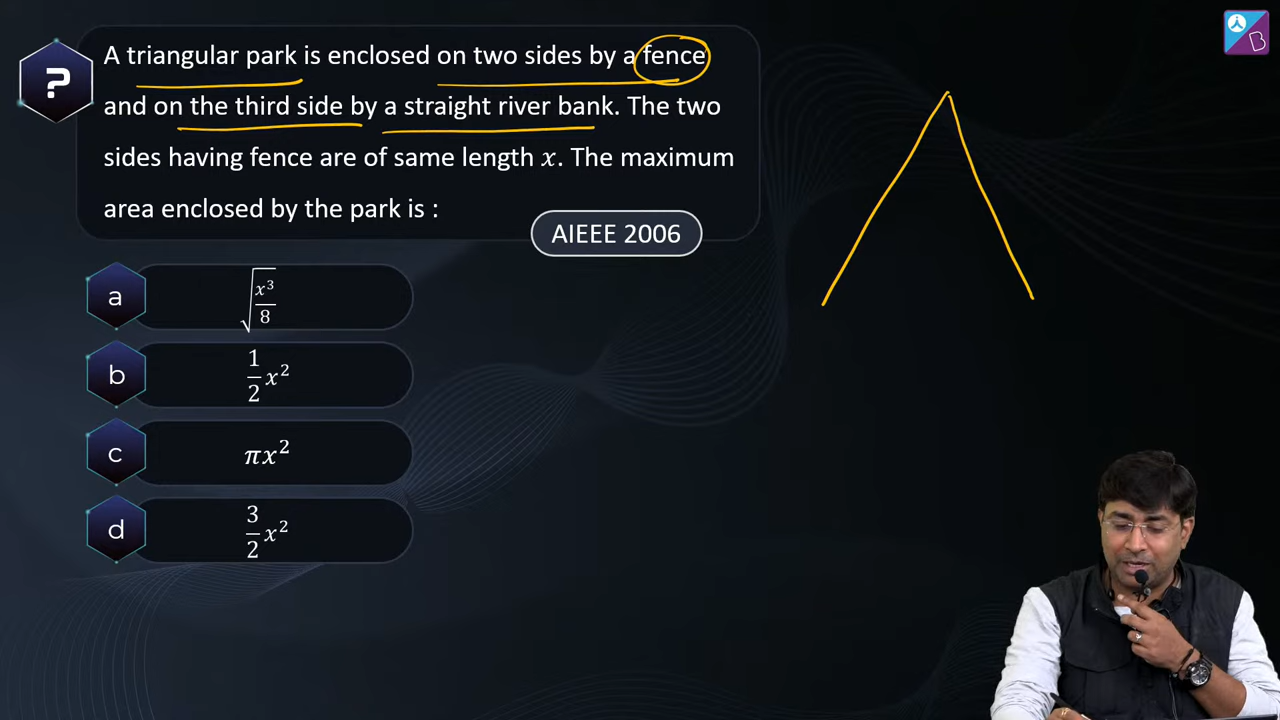 ?
A triangular park is enclosed on two sides by a fence
and on the third side by a straight river bank. The two
sides having fence are of same length x. The maximum
area enclosed by the park is :
AIEEE 2006
a √(x³/8)
b 1/2 x²
c πx²
d 3/2 x²
B